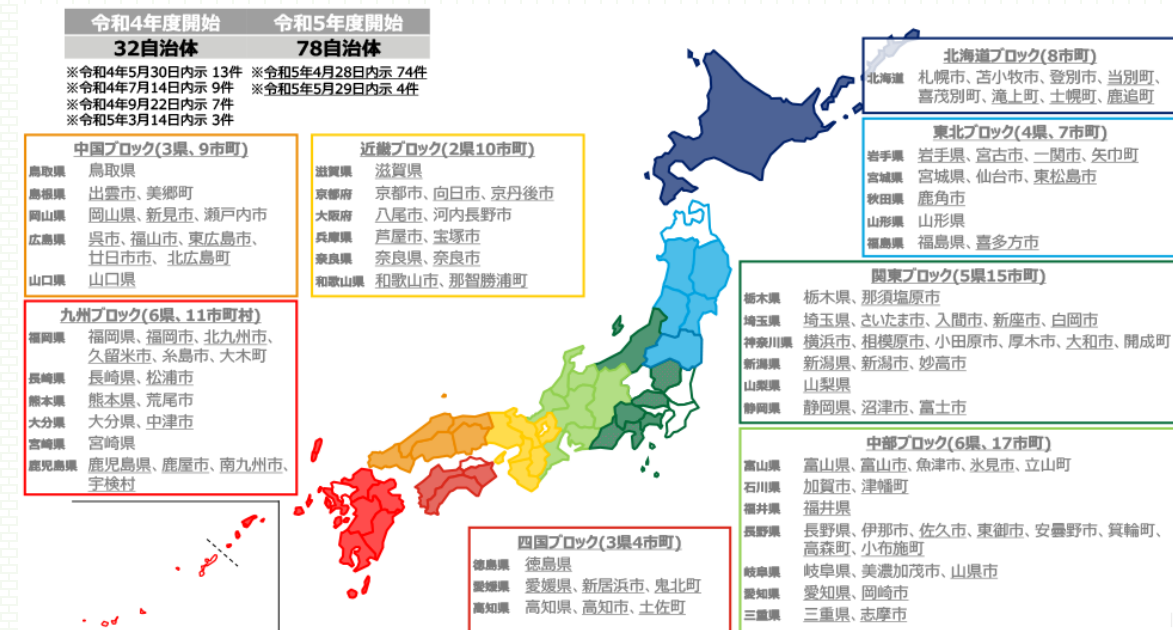 令和4年度開始 令和5年度開始
32自治体 78自治体
※令和4年5月30日内示 13件 ※令和5年4月28日内示 74件
※令和4年7月14日内示 9件 ※令和5年5月29日内示 4件
※令和4年9月22日内示 7件
※令和5年3月14日内示 3件
北海道ブロック(8市町)
北海道 札幌市、苫小牧市、登別市、当別町、
喜茂別町、滝上町、士幌町、鹿追町
東北ブロック(4県、7市町)
岩手県 岩手県、宮古市、一関市、矢巾町
宮城県 宮城県、仙台市、東松島市
秋田県 鹿角市
山形県 山形県
福島県 福島県、喜多方市
中国ブロック(3県、9市町)
鳥取県 鳥取県
島根県 出雲市、美郷町
岡山県 岡山県、新見市、瀬戸内市
広島県 呉市、福山市、東広島市、
廿日市市、北広島町
山口県 山口県
近畿ブロック(2県10市町)
滋賀県 滋賀県
京都府 京都市、向日市、京丹後市
大阪府 八尾市、河内長野市
兵庫県 芦屋市、宝塚市
奈良県 奈良県、奈良市
和歌山県 和歌山市、那智勝浦町
関東ブロック(5県15市町)
栃木県 栃木県、那須塩原市
埼玉県 埼玉県、さいたま市、入間市、新座市、白岡市
神奈川県 横浜市、相模原市、小田原市、厚木市、大和市、開成町
新潟県 新潟県、新潟市、妙高市
山梨県 山梨県
静岡県 静岡県、沼津市、富士市
九州ブロック(6県、11市町村)
福岡県 福岡県、福岡市、北九州市、
久留米市、糸島市、大木町
長崎県 長崎県、松浦市
熊本県 熊本県、荒尾市
大分県 大分県、中津市
宮崎県 宮崎県
鹿児島県 鹿児島県、鹿屋市、南九州市、
宇検村
中部ブロック(6県、17市町)
富山県 富山県、富山市、魚津市、氷見市、立山町
石川県 加賀市、津幡町
福井県 福井県
長野県 長野県、伊那市、佐久市、東御市、安曇野市、箕輪町、
高森町、小布施町
岐阜県 岐阜県、美濃加茂市、山県市
愛知県 愛知県、岡崎市
三重県 三重県、志摩市
四国ブロック(3県4市町)
徳島県 徳島県
愛媛県 愛媛県、新居浜市、鬼北町
高知県 高知県、高知市、土佐町